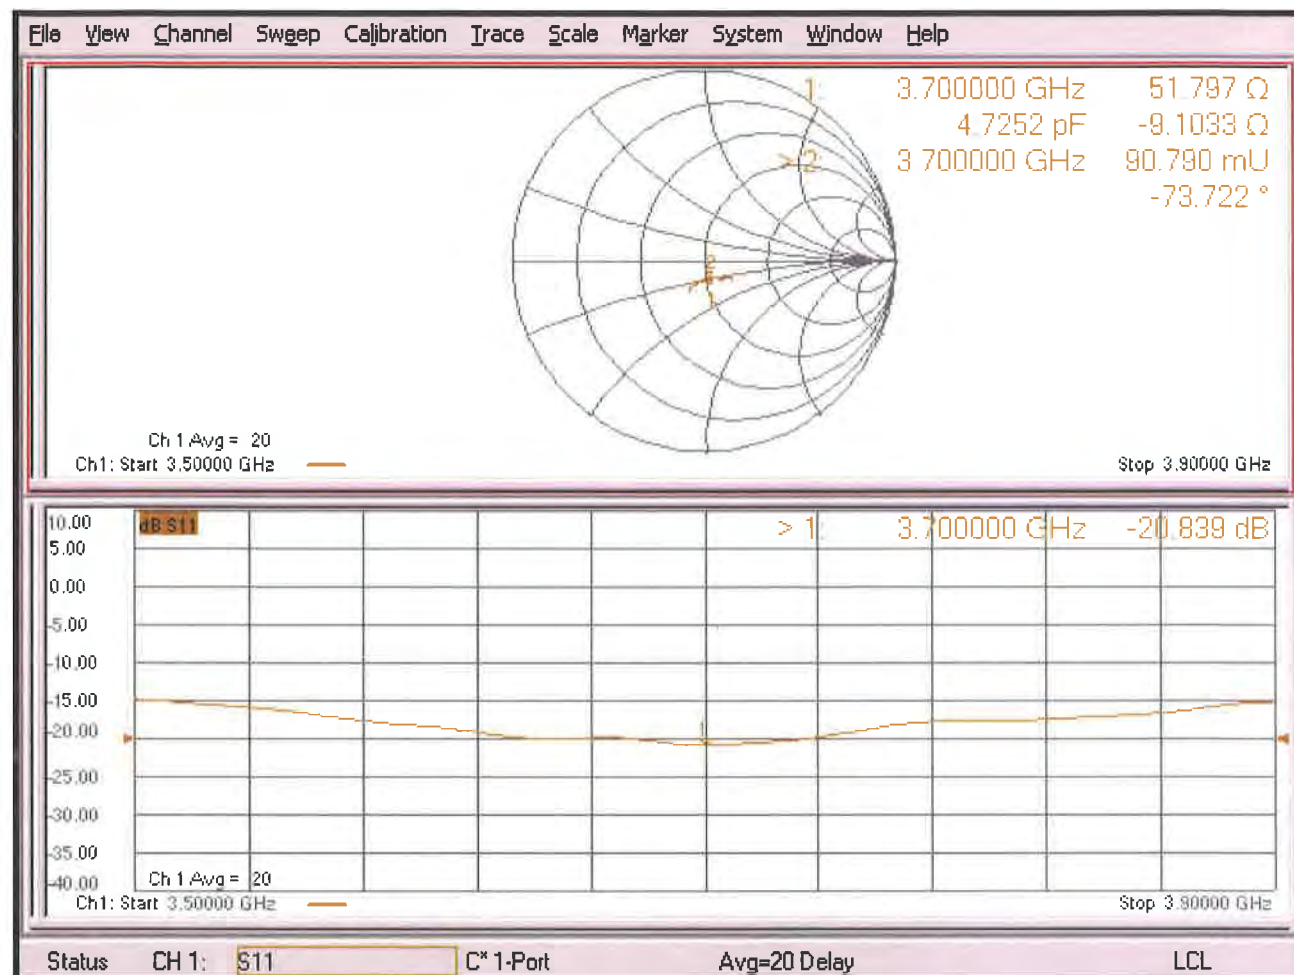 File View Channel Sweep Calibration Trace Scale Marker System Window Help
1: 3.700000 GHz 51.797 Ω
4.7252 pF -9.1033 Ω
> 2: 3.700000 GHz 90.790 mU
-73.722 °
2
1
Ch 1 Avg = 20
Ch1: Start 3.50000 GHz
Stop 3.90000 GHz
10.00 dB S11 > 1: 3.700000 GHz -20.839 dB
5.00
0.00
-5.00
-10.00
-15.00
-20.00
1
-25.00
-30.00
-35.00
-40.00
Ch 1 Avg = 20
Ch1: Start 3.50000 GHz
Stop 3.90000 GHz
Status CH 1: S11 C* 1-Port Avg=20 Delay LCL